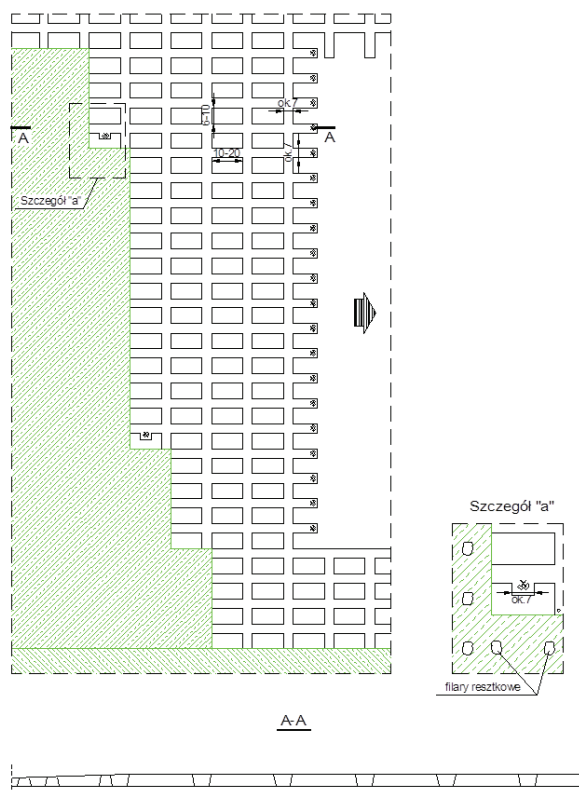 ok.7
6-10
A
A
10-20
ok.7
Szczegół "a"
Szczegół "a"
ok.7
filary resztkowe
A-A